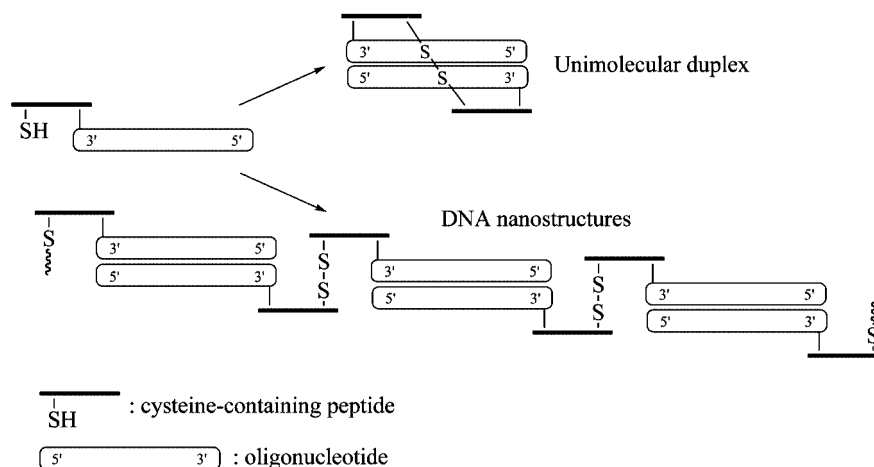 3' S 5'
5' S 3'
Unimolecular duplex
SH
3' 5'
DNA nanostructures
S
3' 5'
5' 3'
S
S
3' 5'
5' 3'
S
S
3' 5'
5' 3'
S
SH : cysteine-containing peptide
5' 3' : oligonucleotide